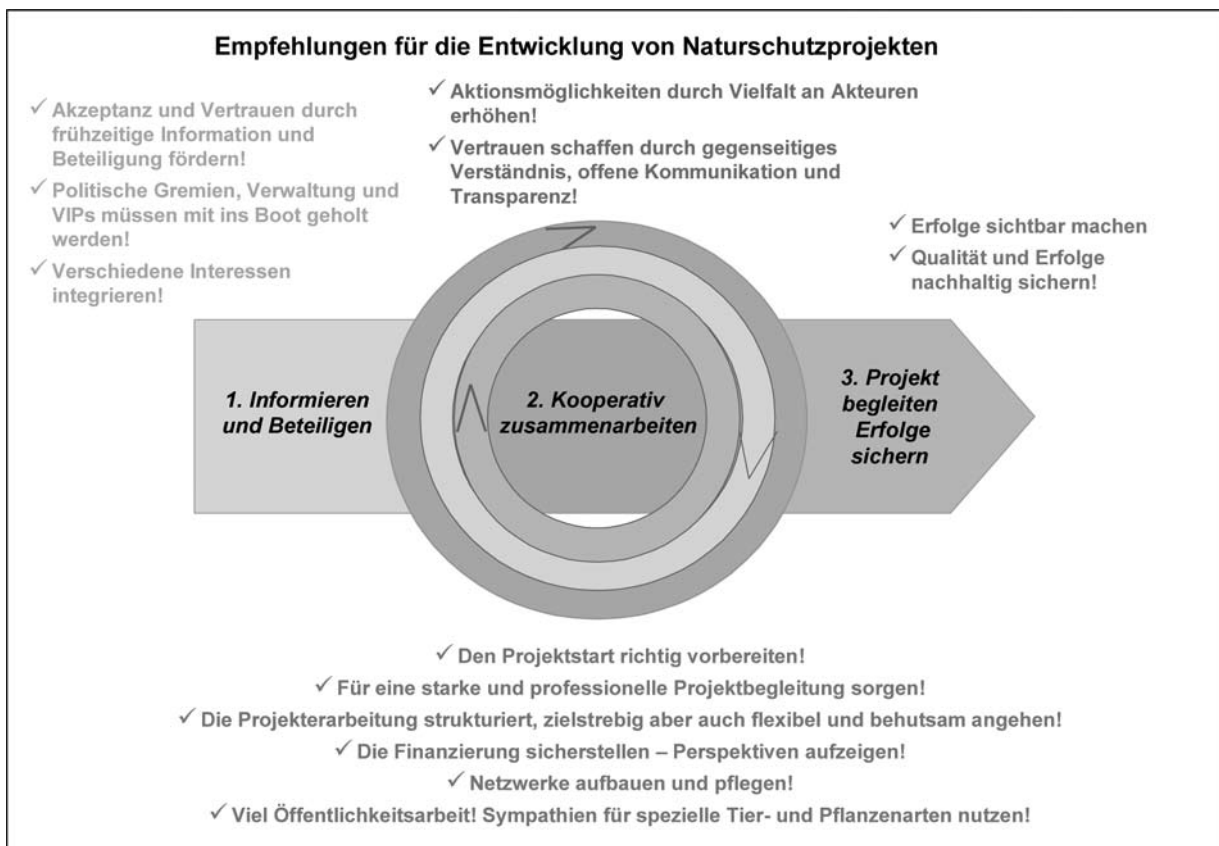 Empfehlungen für die Entwicklung von Naturschutzprojekten
✓ Akzeptanz und Vertrauen durch
frühzeitige Information und
Beteiligung fördern!
✓ Politische Gremien, Verwaltung und
VIPs müssen mit ins Boot geholt
werden!
✓ Verschiedene Interessen
integrieren!
✓ Aktionsmöglichkeiten durch Vielfalt an Akteuren
erhöhen!
✓ Vertrauen schaffen durch gegenseitiges
Verständnis, offene Kommunikation und
Transparenz!
✓ Erfolge sichtbar machen
✓ Qualität und Erfolge
nachhaltig sichern!
1. Informieren
und Beteiligen
2. Kooperativ
zusammenarbeiten
3. Projekt
begleiten
Erfolge
sichern
✓ Den Projektstart richtig vorbereiten!
✓ Für eine starke und professionelle Projektbegleitung sorgen!
✓ Die Projekterarbeitung strukturiert, zielstrebig aber auch flexibel und behutsam angehen!
✓ Die Finanzierung sicherstellen – Perspektiven aufzeigen!
✓ Netzwerke aufbauen und pflegen!
✓ Viel Öffentlichkeitsarbeit! Sympathien für spezielle Tier- und Pflanzenarten nutzen!